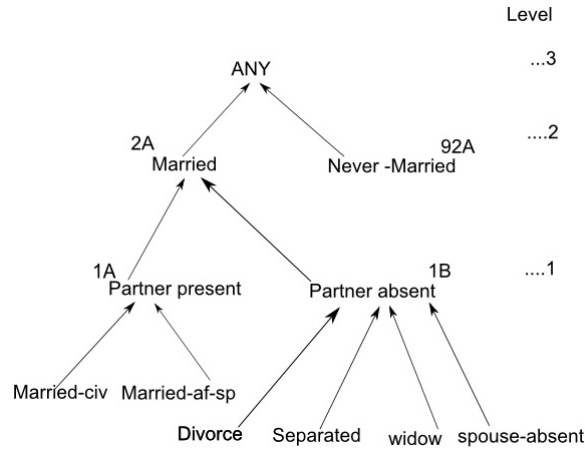 Level
...3
ANY
....2
2A
92A
Married
Never -Married
1A
1B
....1
Partner present
Partner absent
Married-civ
Married-af-sp
Divorce
Separated
widow
spouse-absent